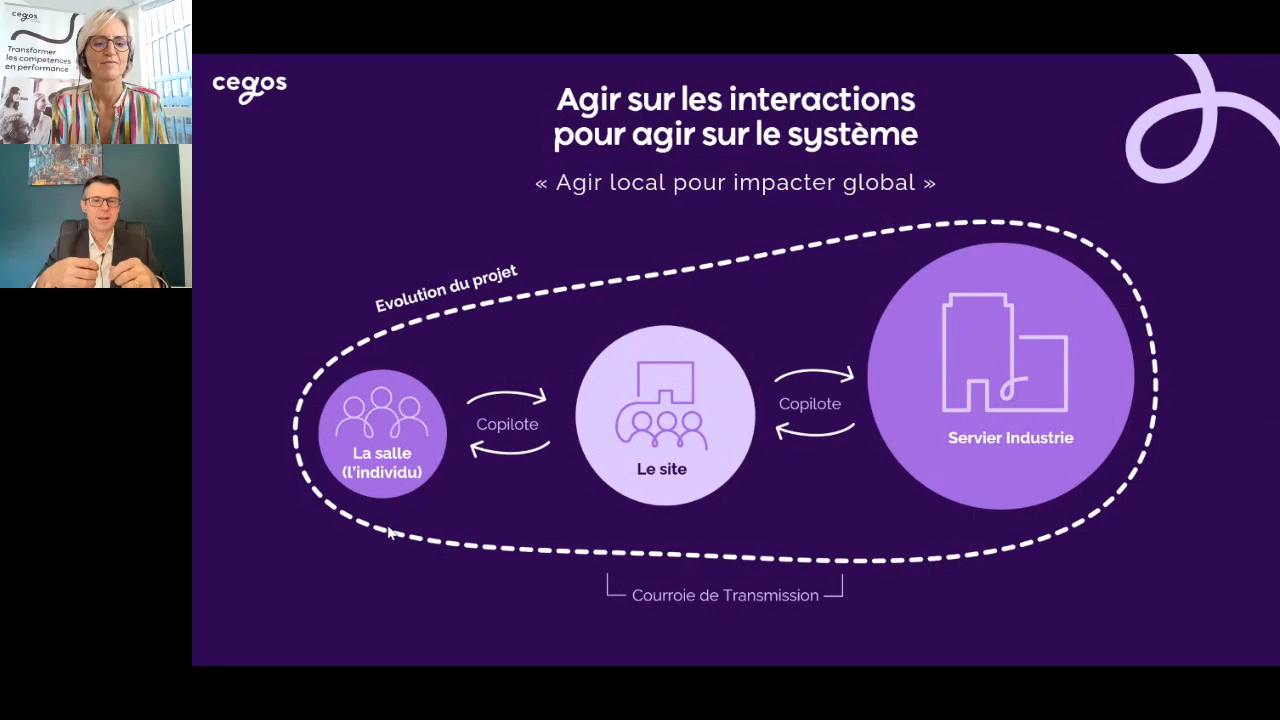 cegos
Transformer
les compétences
en performance
cegos
Agir sur les interactions
pour agir sur le système
« Agir local pour impacter global »
Evolution du projet
La salle
(l'individu)
Copilote
Le site
Copilote
Servier Industrie
Courroie de Transmission